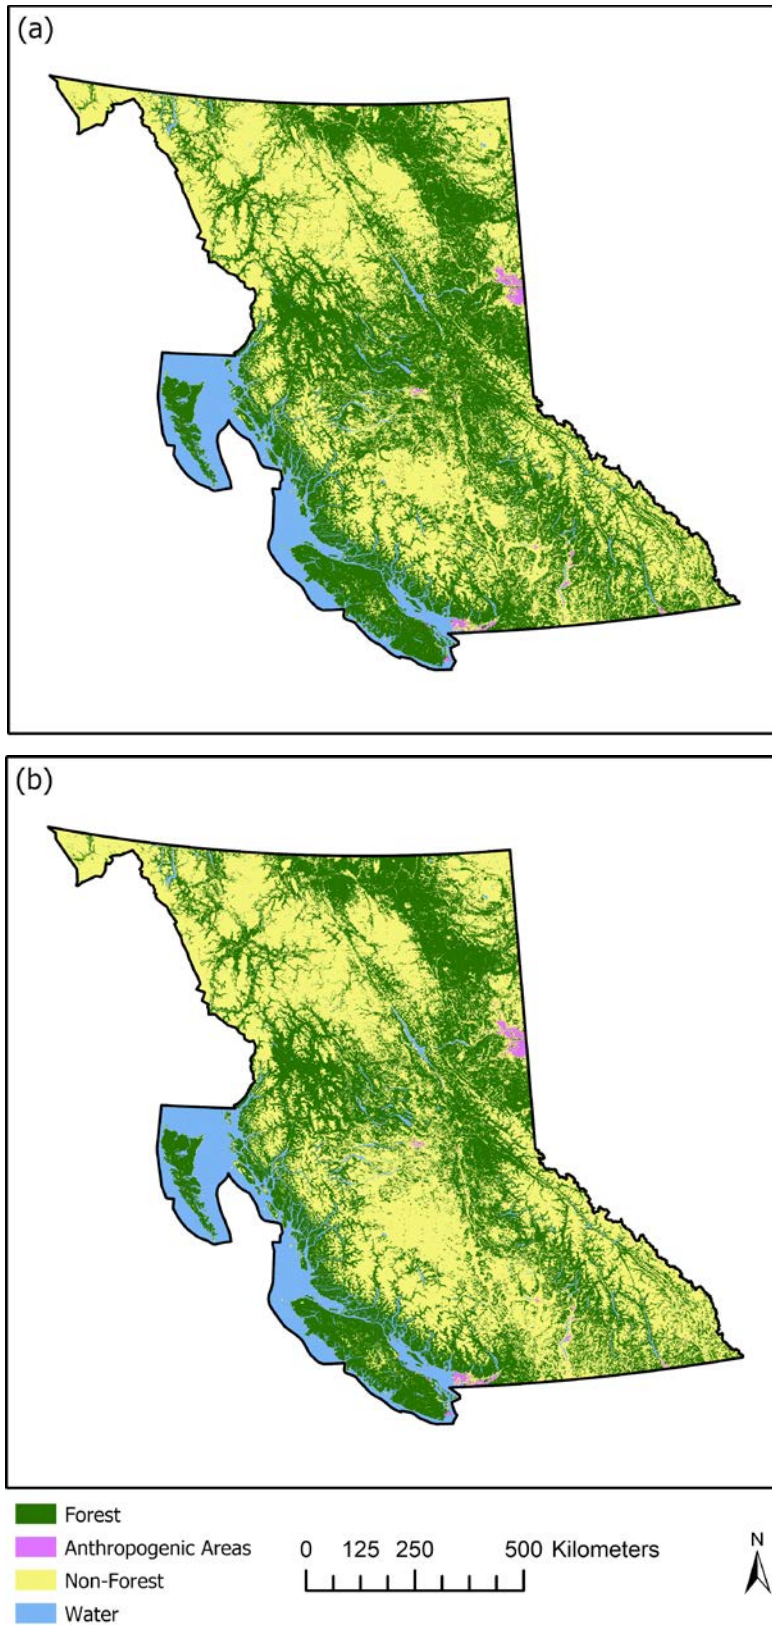 (a)
(b)
Forest
Anthropogenic Areas
Non-Forest
Water
0 125 250 500 Kilometers
N